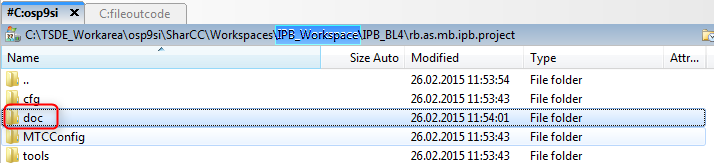 #C:osp9si C:fileoutcode
C:\TSDE_Workarea\osp9si\SharCC\Workspaces\IPB_Workspace\IPB_BL4\rb.as.mb.ipb.project
Name Size Auto Modified Type Attr...
.. 26.02.2015 11:53:54 File folder
cfg 26.02.2015 11:53:43 File folder
doc 26.02.2015 11:54:01 File folder
MTCConfig 26.02.2015 11:53:43 File folder
tools 26.02.2015 11:53:43 File folder